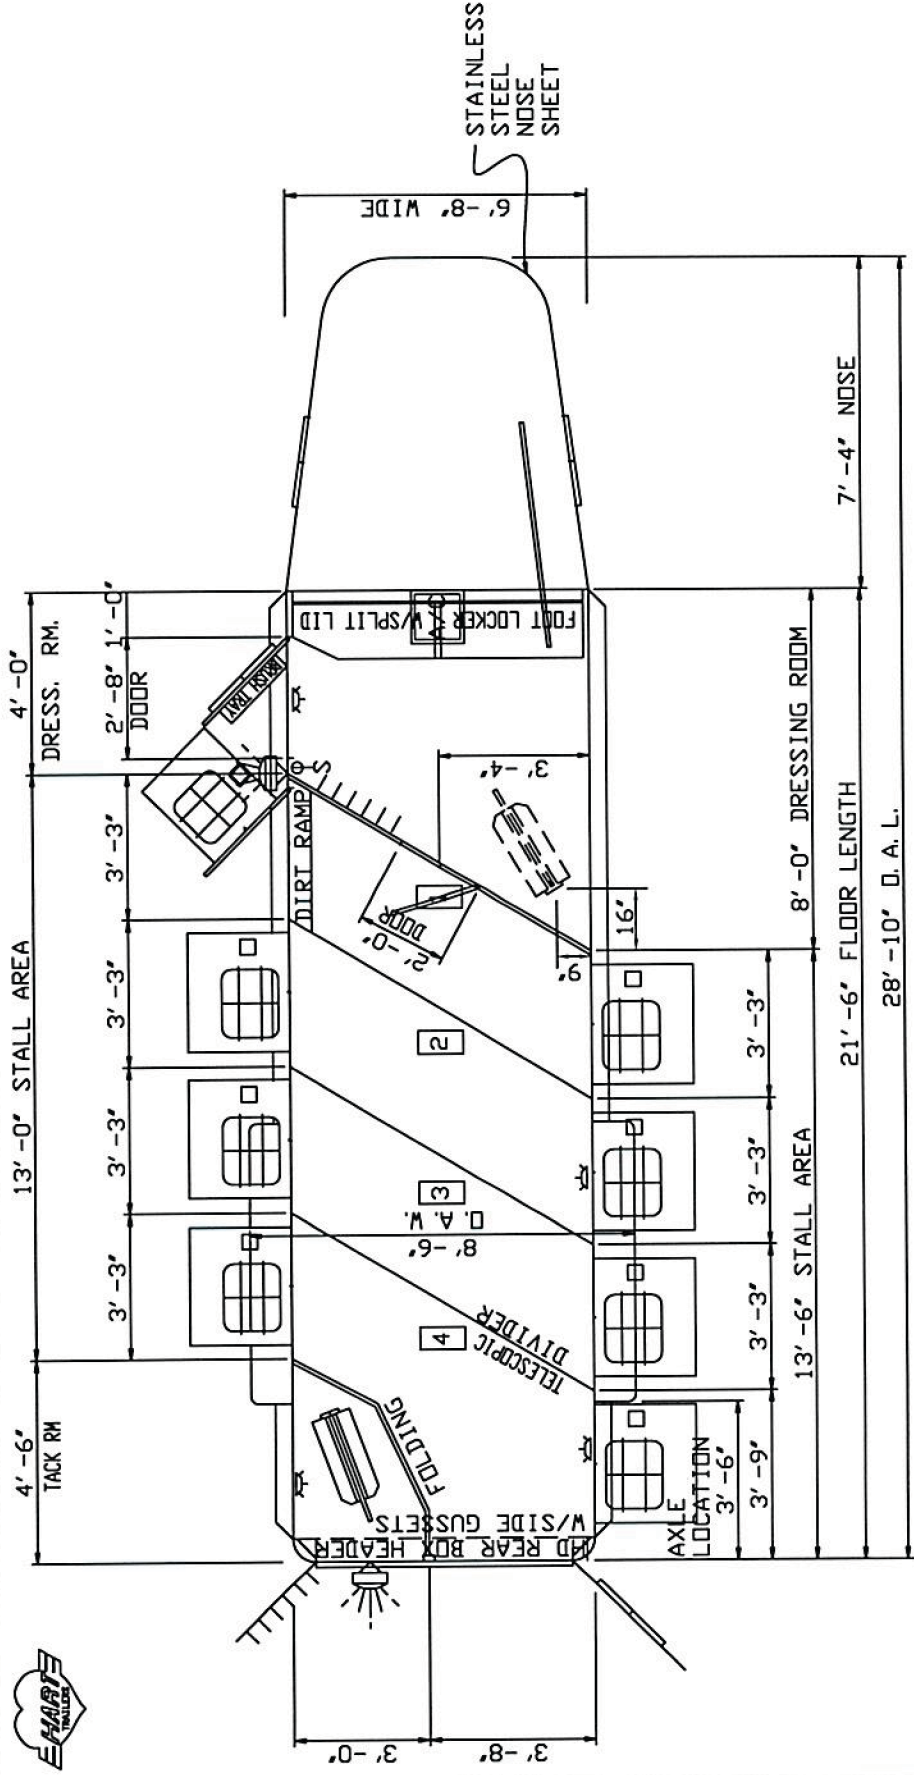 HART
TRAILERS
4'-6"
TACK RM
13'-0" STALL AREA
4'-0"
DRESS. RM.
3'-3"
3'-3"
3'-3"
3'-3"
2'-8"
DOOR
1'-0"
BRUSH TRAY
DIRT RAMP
S
FOOT LOCKER W/SPLIT LID
A/C
6'-8" WIDE
STAINLESS
STEEL
NOSE
SHEET
DOOR
2'-0"
3'-4"
16"
9"
2
3
4
O.A.W.
8'-6"
TELESCOPIC
DIVIDER
FOLDING
HD REAR BOX HEADER
W/SIDE GUSSETS
3'-0"
3'-8"
AXLE
LOCATION
3'-6"
3'-9"
3'-3"
3'-3"
3'-3"
13'-6" STALL AREA
8'-0" DRESSING ROOM
21'-6" FLOOR LENGTH
7'-4" NOSE
28'-10" O.A.L.